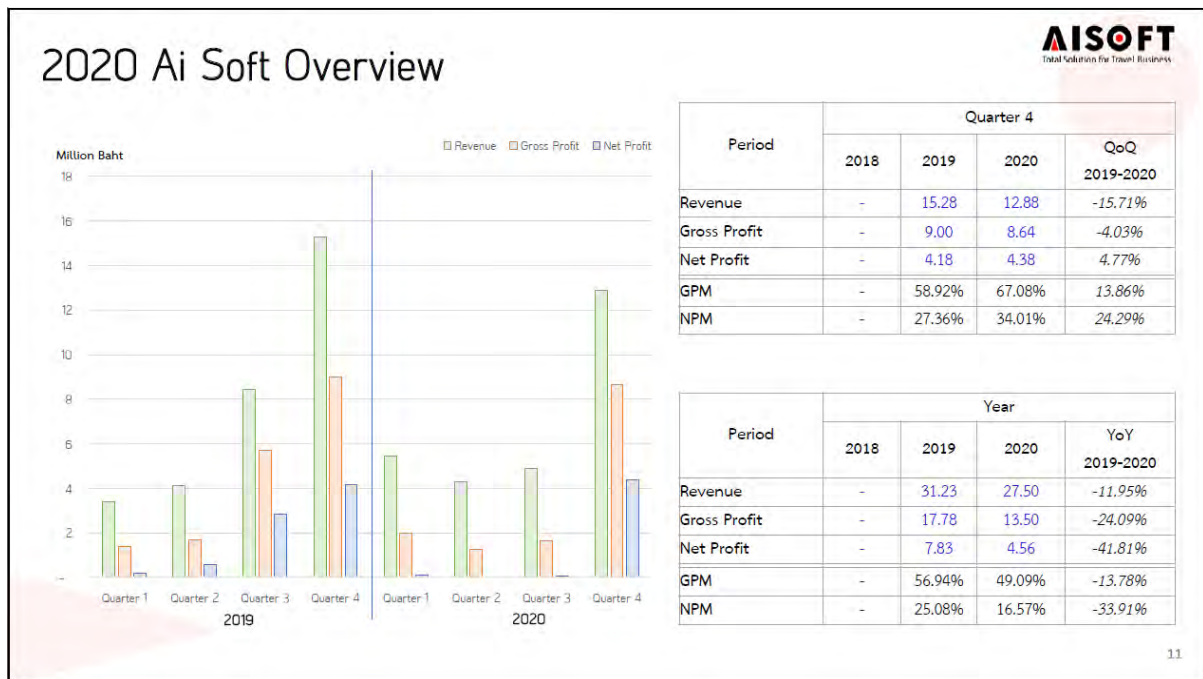 2020 Ai Soft Overview
AISOFT
Total Solution for Travel Business
Million Baht
Revenue Gross Profit Net Profit
18
16
14
12
10
8
6
4
2
-
Quarter 1 Quarter 2 Quarter 3 Quarter 4 Quarter 1 Quarter 2 Quarter 3 Quarter 4
2019 2020
Period Quarter 4
2018 2019 2020 QoQ 2019-2020
Revenue - 15.28 12.88 -15.71%
Gross Profit - 9.00 8.64 -4.03%
Net Profit - 4.18 4.38 4.77%
GPM - 58.92% 67.08% 13.86%
NPM - 27.36% 34.01% 24.29%
Period Year
2018 2019 2020 YoY 2019-2020
Revenue - 31.23 27.50 -11.95%
Gross Profit - 17.78 13.50 -24.09%
Net Profit - 7.83 4.56 -41.81%
GPM - 56.94% 49.09% -13.78%
NPM - 25.08% 16.57% -33.91%
11